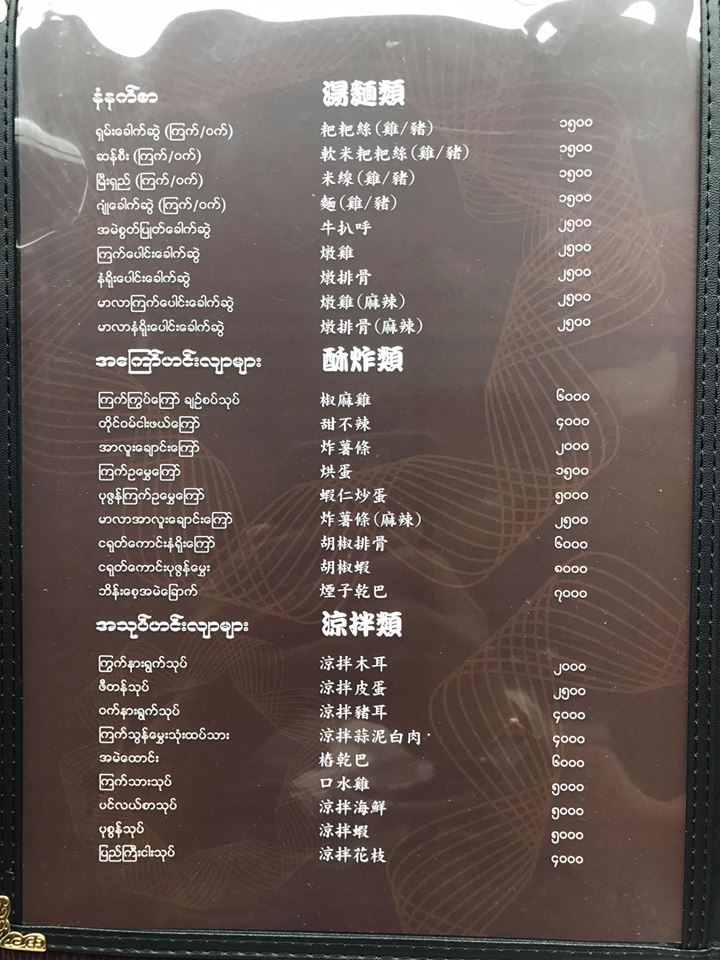 နံနက်စာ 湯麵類
ရှမ်းခေါက်ဆွဲ (ကြက်/ဝက်) 粑粑絲(雞/豬) ၁၅၀၀
ဆန်စီး (ကြက်/ဝက်) 軟米粑粑絲(雞/豬) ၁၅၀၀
မြီးရှည် (ကြက်/ဝက်) 米線(雞/豬) ၁၅၀၀
ဂျုံခေါက်ဆွဲ (ကြက်/ဝက်) 麵(雞/豬) ၁၅၀၀
အမဲစွတ်ပြုတ်ခေါက်ဆွဲ 牛扒呼 ၂၅၀၀
ကြက်ပေါင်းခေါက်ဆွဲ 燉雞 ၂၅၀၀
နံရိုးပေါင်းခေါက်ဆွဲ 燉排骨 ၂၅၀၀
မာလာကြက်ပေါင်းခေါက်ဆွဲ 燉雞(麻辣) ၂၅၀၀
မာလာနံရိုးပေါင်းခေါက်ဆွဲ 燉排骨(麻辣) ၂၅၀၀
အကြော်ဟင်းလျာများ 酥炸類
ကြက်ကြွပ်ကြော် ချဉ်စပ်သုပ် 椒麻雞 ၆၀၀၀
တိုင်ဝမ်ငါးဖယ်ကြော် 甜不辣 ၄၀၀၀
အာလူးချောင်းကြော် 炸薯條 ၂၀၀၀
ကြက်ဥမွှေကြော် 烘蛋 ၁၅၀၀
ပုဇွန်ကြက်ဥမွှေကြော် 蝦仁炒蛋 ၅၀၀၀
မာလာအာလူးချောင်းကြော် 炸薯條(麻辣) ၂၅၀၀
ငရုတ်ကောင်းနံရိုးကြော် 胡椒排骨 ၆၀၀၀
ငရုတ်ကောင်းပုဇွန်မွှေး 胡椒蝦 ၈၀၀၀
ဘိန်းစေ့အမဲခြောက် 煙子乾巴 ၇၀၀၀
အသုပ်ဟင်းလျာများ 涼拌類
ကြွက်နားရွက်သုပ် 涼拌木耳 ၂၀၀၀
ဇီတန်သုပ် 涼拌皮蛋 ၂၅၀၀
ဝက်နားရွက်သုပ် 涼拌豬耳 ၄၀၀၀
ကြက်သွန်မွှေးသုံးထပ်သား 涼拌蒜泥白肉 ၄၀၀၀
အမဲထောင်း 樁乾巴 ၆၀၀၀
ကြက်သားသုပ် 口水雞 ၅၀၀၀
ပင်လယ်စာသုပ် 涼拌海鮮 ၅၀၀၀
ပုစွန်သုပ် 涼拌蝦 ၅၀၀၀
ပြည်ကြီးငါးသုပ် 涼拌花枝 ၄၀၀၀